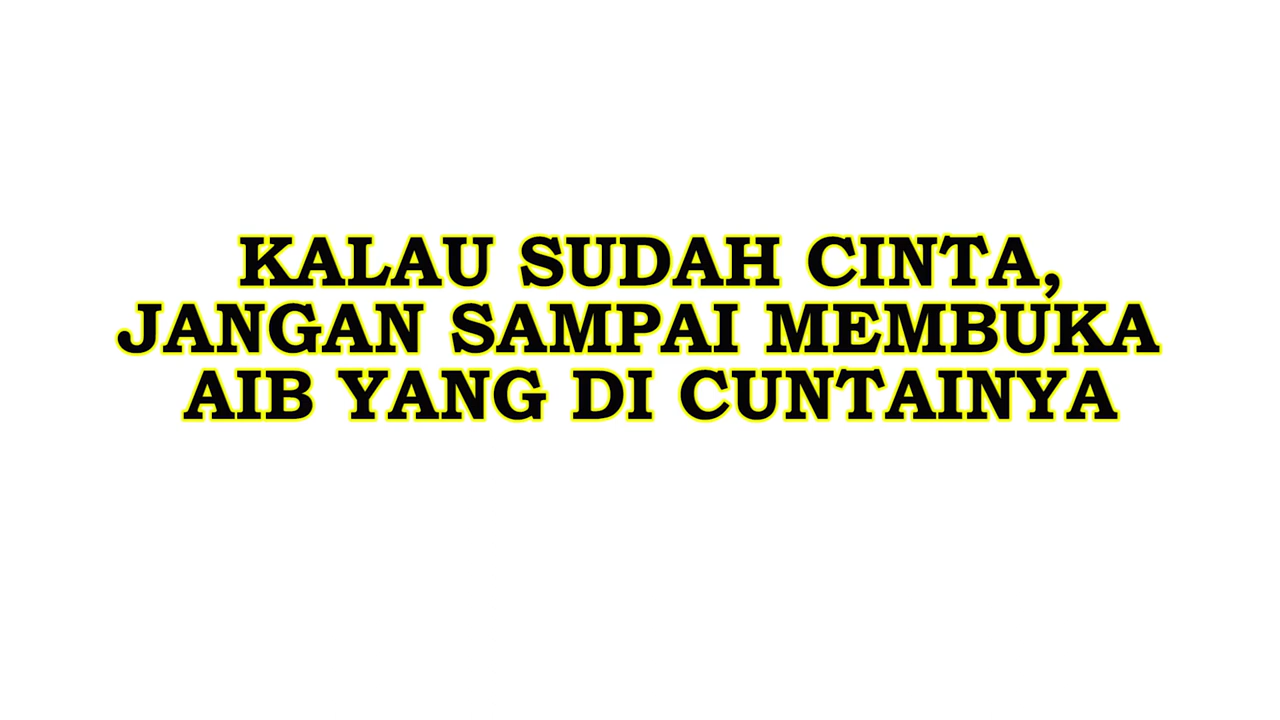 KALAU SUDAH CINTA,
JANGAN SAMPAI MEMBUKA
AIB YANG DI CUNTAINYA